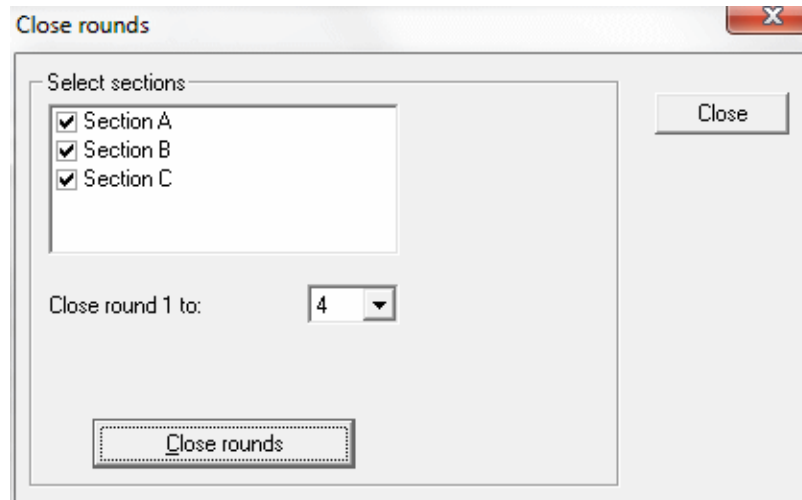 Close rounds
Select sections
Section A
Section B
Section C
Close
Close round 1 to:
4
Close rounds